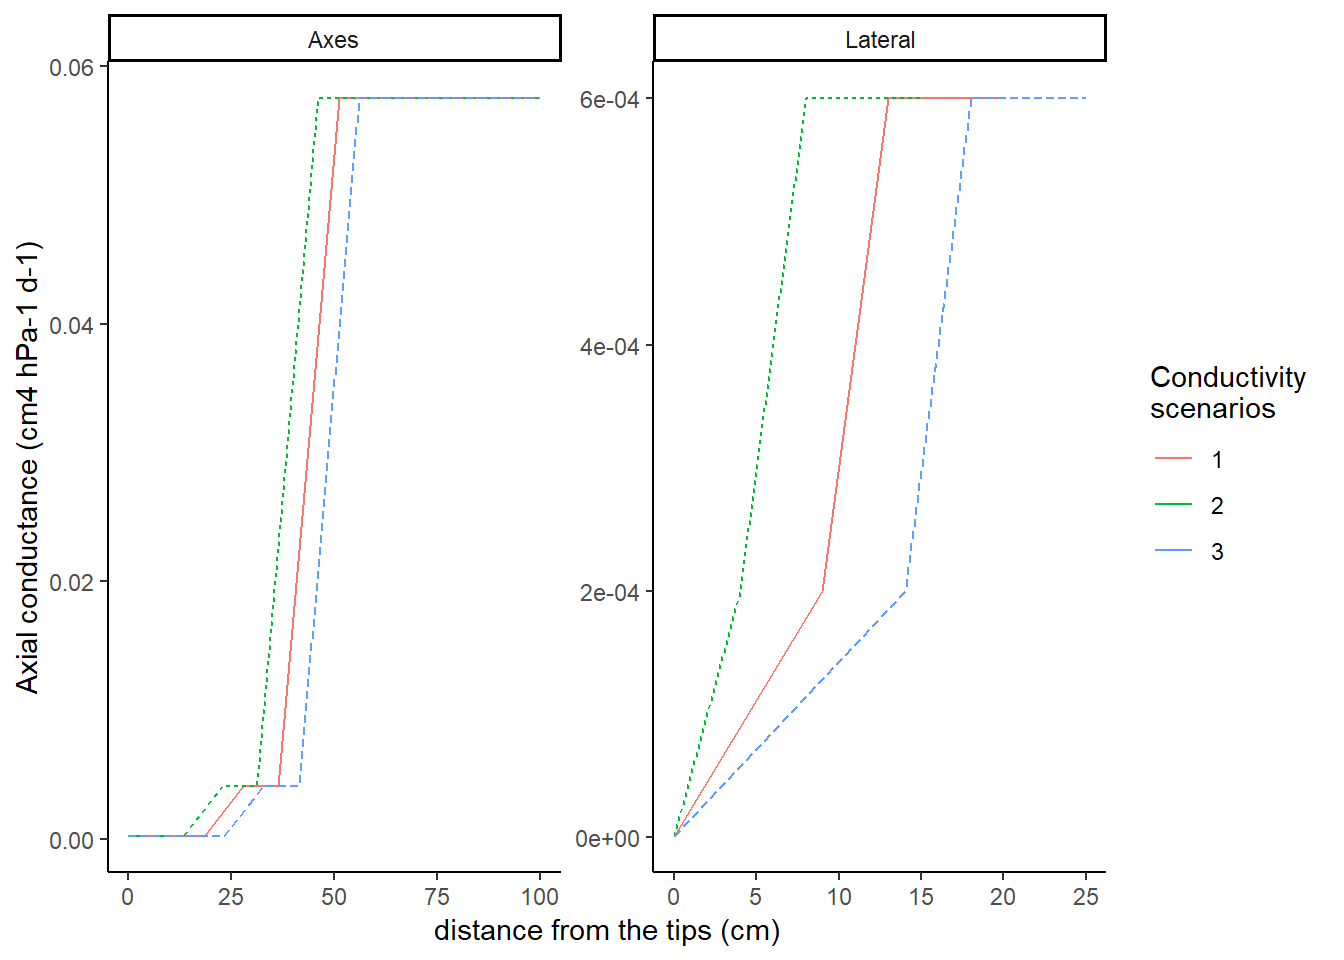 Axes
Lateral
Axial conductance (cm4 hPa-1 d-1)
0.06
0.04
0.02
0.00
6e-04
4e-04
2e-04
0e+00
0
25
50
75
100
0
5
10
15
20
25
distance from the tips (cm)
Conductivity
scenarios
1
2
3